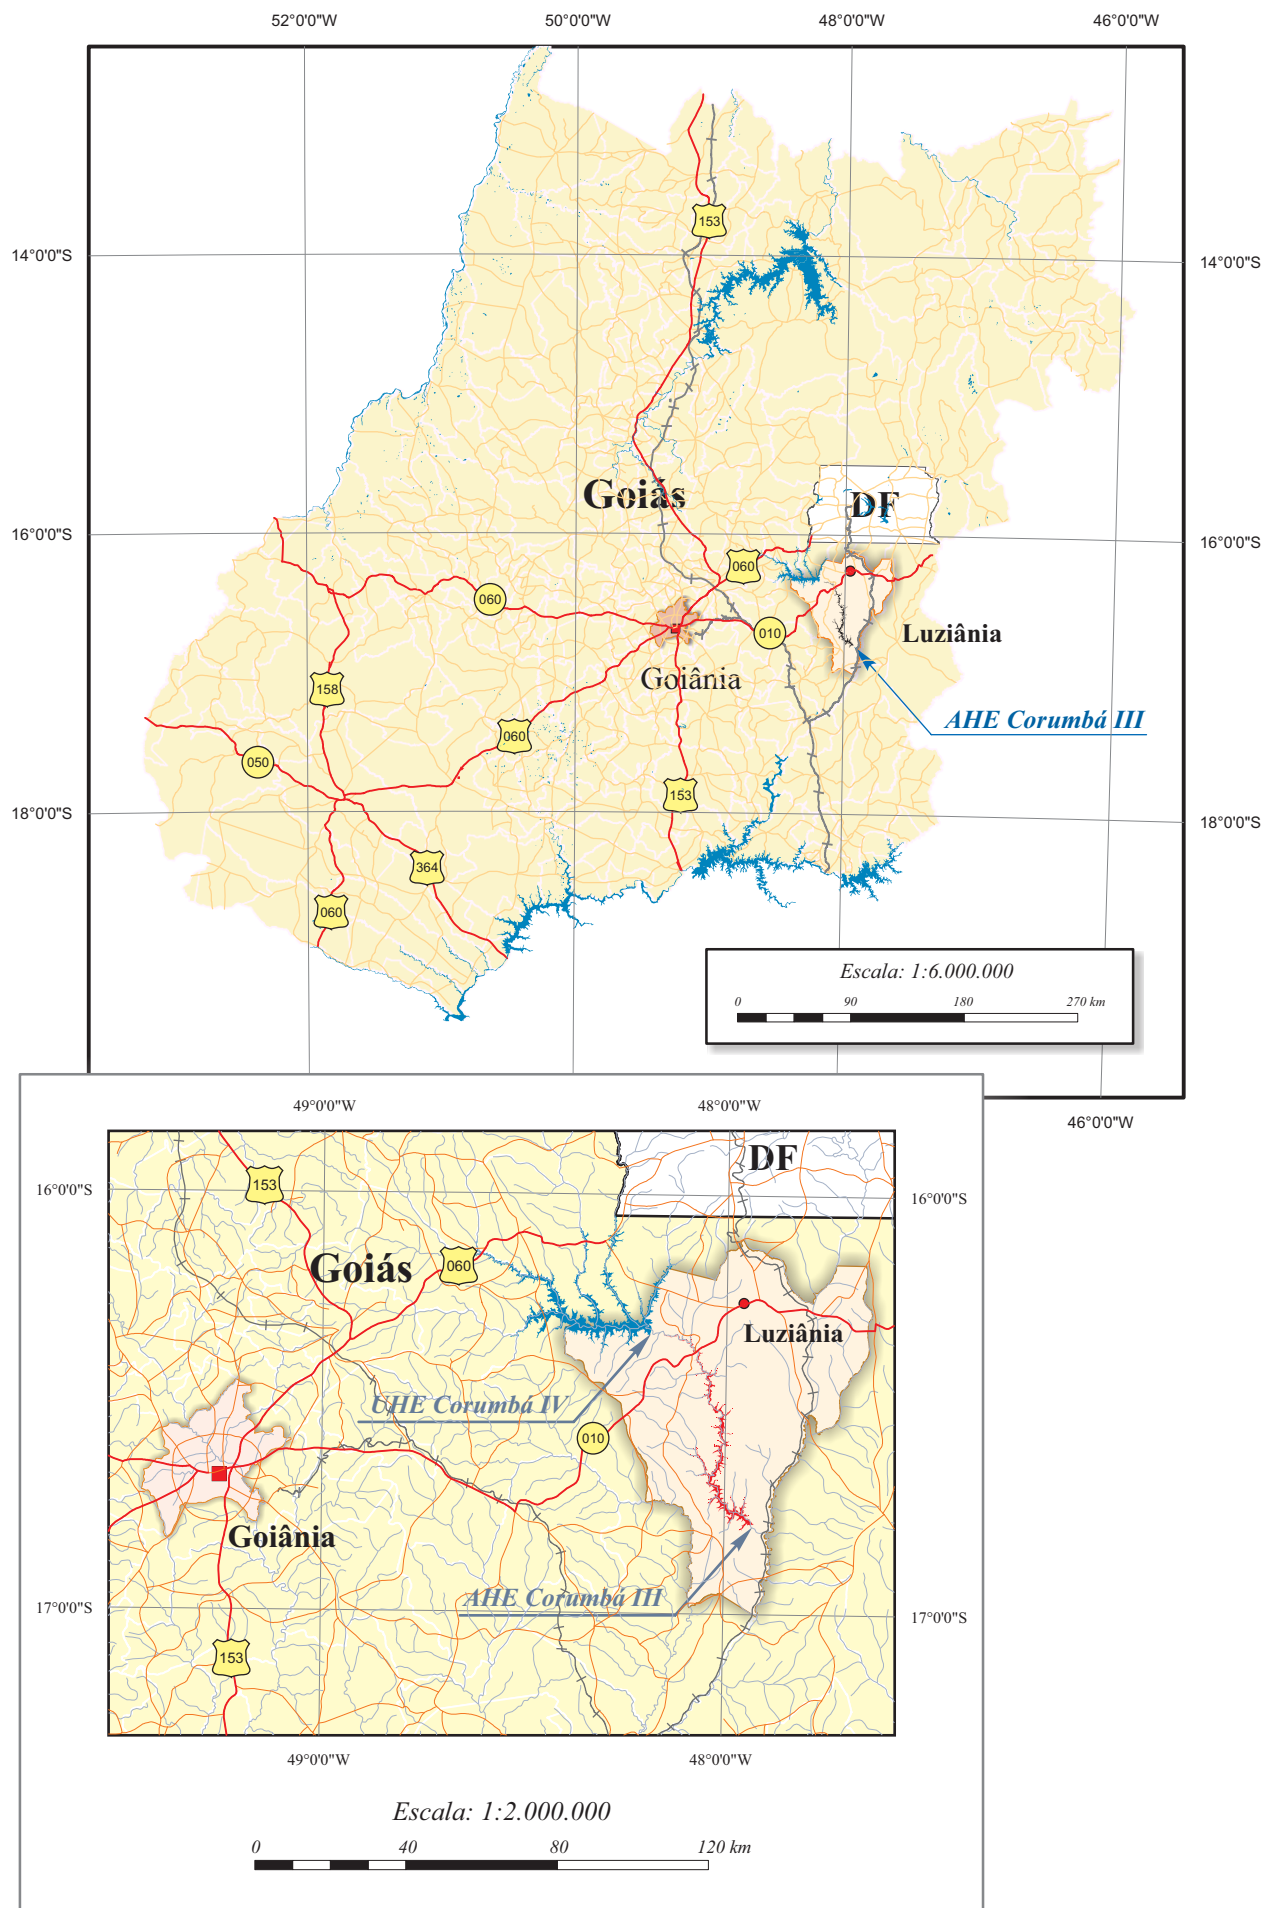 52°0'0"W 50°0'0"W 48°0'0"W 46°0'0"W
153
14°0'0"S 14°0'0"S
Goiás DF
16°0'0"S 16°0'0"S
060
060
010
Luziânia
Goiânia
158
AHE Corumbá III
060
050
153
18°0'0"S 18°0'0"S
364
060
Escala: 1:6.000.000
0 90 180 270 km
49°0'0"W 48°0'0"W
46°0'0"W
DF
153
16°0'0"S 16°0'0"S
Goiás
060
Luziânia
UHE Corumbá IV
010
Goiânia
AHE Corumbá III
17°0'0"S 17°0'0"S
153
49°0'0"W 48°0'0"W
Escala: 1:2.000.000
0 40 80 120 km